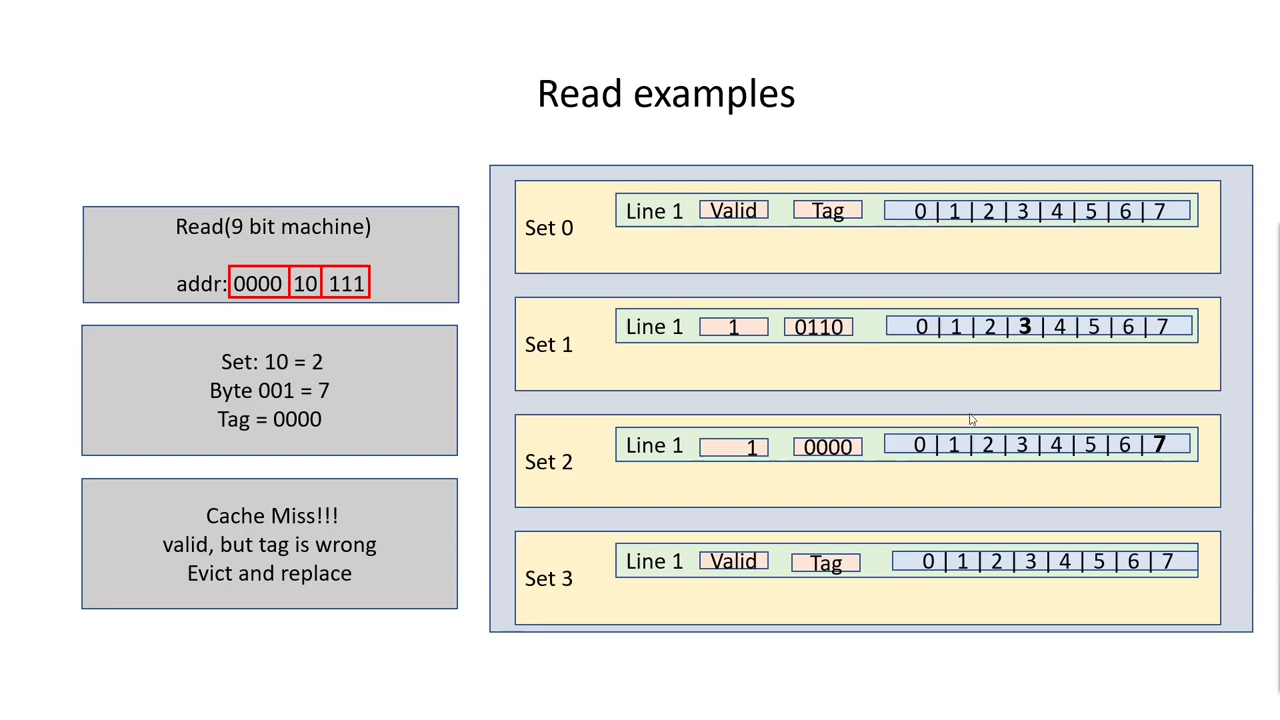 Read examples
Read(9 bit machine)
addr: 0000 10 111
Set: 10 = 2
Byte 001 = 7
Tag = 0000
Cache Miss!!!
valid, but tag is wrong
Evict and replace
Set 0
Line 1 Valid Tag 0 | 1 | 2 | 3 | 4 | 5 | 6 | 7
Set 1
Line 1 1 0110 0 | 1 | 2 | 3 | 4 | 5 | 6 | 7
Set 2
Line 1 1 0000 0 | 1 | 2 | 3 | 4 | 5 | 6 | 7
Set 3
Line 1 Valid Tag 0 | 1 | 2 | 3 | 4 | 5 | 6 | 7